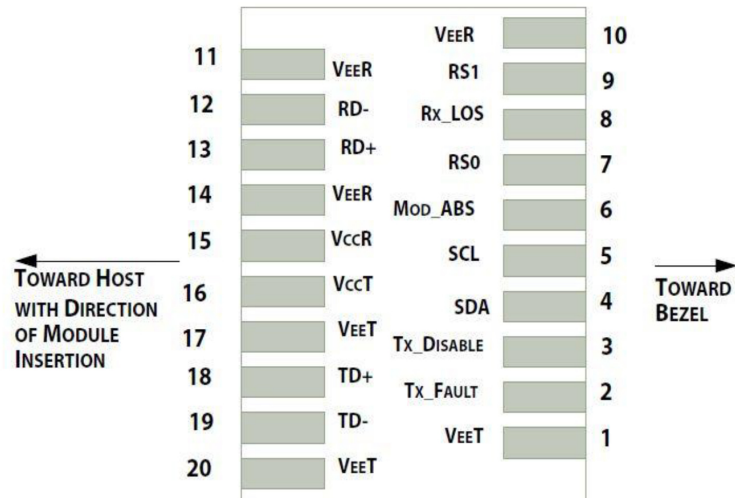 11 VEER
12 RD-
13 RD+
14 VEER
15 VCCR
16 VCCT
17 VEET
18 TD+
19 TD-
20 VEET
VEER 10
RS1 9
RX_LOS 8
RS0 7
MOD_ABS 6
SCL 5
SDA 4
TX_DISABLE 3
TX_FAULT 2
VEET 1
TOWARD HOST
WITH DIRECTION
OF MODULE
INSERTION
TOWARD
BEZEL